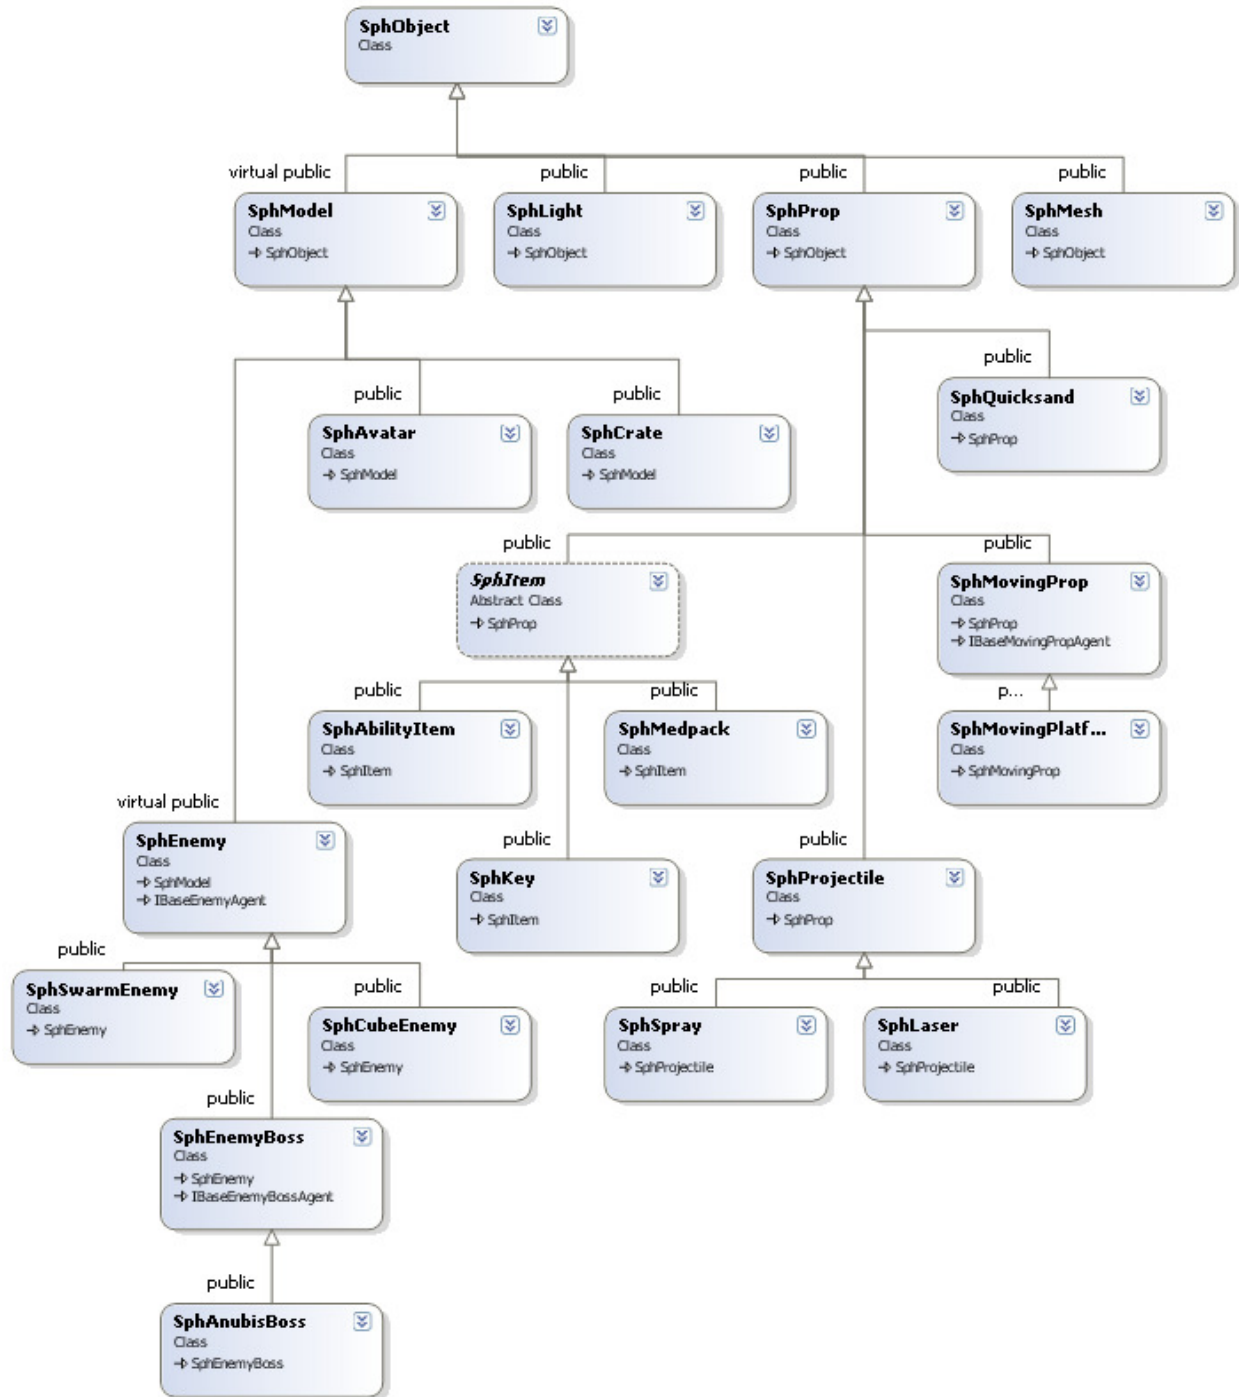 SphObject
Class
virtual public
public
public
public
SphModel
Class
SphObject
SphLight
Class
SphObject
SphProp
Class
SphObject
SphMesh
Class
SphObject
public
SphQuicksand
Class
SphProp
public
public
SphAvatar
Class
SphModel
SphCrate
Class
SphModel
public
public
SphItem
Abstract Class
SphProp
SphMovingProp
Class
SphProp
IBaseMovingPropAgent
public
public
p...
SphAbilityItem
Class
SphItem
SphMedpack
Class
SphItem
SphMovingPlatf...
Class
SphMovingProp
virtual public
SphEnemy
Class
SphModel
IBaseEnemyAgent
public
public
SphKey
Class
SphItem
SphProjectile
Class
SphProp
public
SphSwarmEnemy
Class
SphEnemy
public
SphCubeEnemy
Class
SphEnemy
public
public
SphSpray
Class
SphProjectile
SphLaser
Class
SphProjectile
public
SphEnemyBoss
Class
SphEnemy
IBaseEnemyBossAgent
public
SphAnubisBoss
Class
SphEnemyBoss